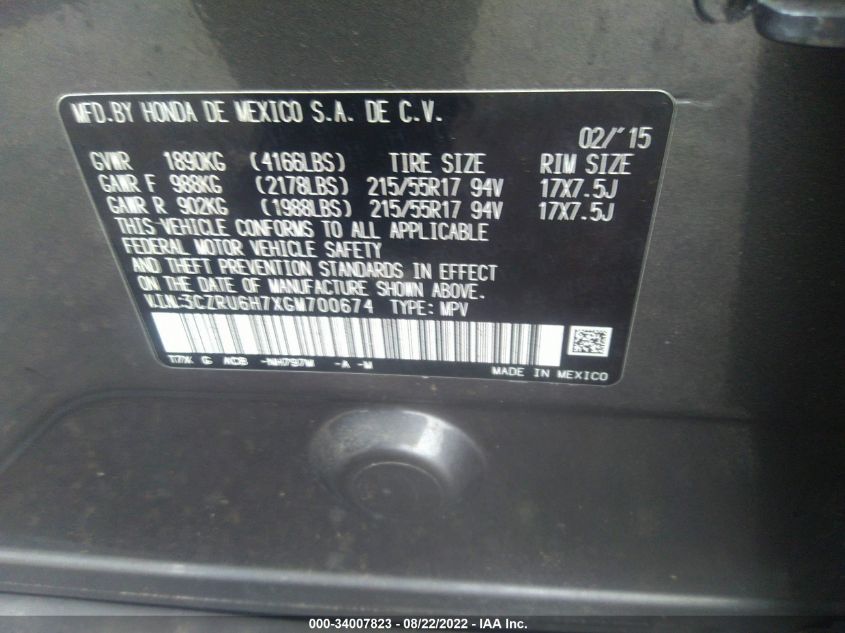 MFD.BY HONDA DE MEXICO S.A. DE C.V.
02/'15
GVWR 1890KG (4166LBS) TIRE SIZE RIM SIZE
GAWR F 988KG (2178LBS) 215/55R17 94V 17X7.5J
GAWR R 902KG (1988LBS) 215/55R17 94V 17X7.5J
THIS VEHICLE CONFORMS TO ALL APPLICABLE
FEDERAL MOTOR VEHICLE SAFETY
AND THEFT PREVENTION STANDARDS IN EFFECT
ON THE DATE OF MANUFACTURE SHOWN ABOVE.
V.I.N:3CZRU6H7XGM700674 TYPE: MPV
T7X G AKDB -NH797M -A -M
MADE IN MEXICO
000-34007823 - 08/22/2022 - IAA Inc.